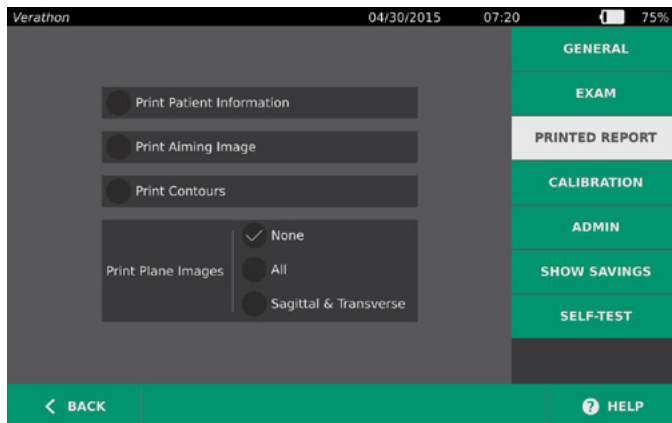 Verathon 04/30/2015 07:20 75%
GENERAL
EXAM
PRINTED REPORT
CALIBRATION
ADMIN
SHOW SAVINGS
SELF-TEST
Print Patient Information
Print Aiming Image
Print Contours
Print Plane Images
None
All
Sagittal & Transverse
BACK
? HELP